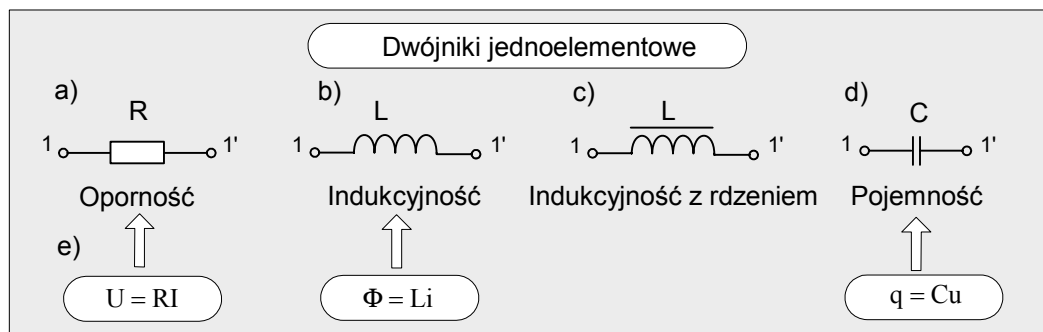 Dwójniki jednoelementowe
a) b) c) d)
R L L C
1 1' 1 1' 1 1' 1 1'
Oporność Indukcyjność Indukcyjność z rdzeniem Pojemność
e)
U = RI Φ = Li q = Cu